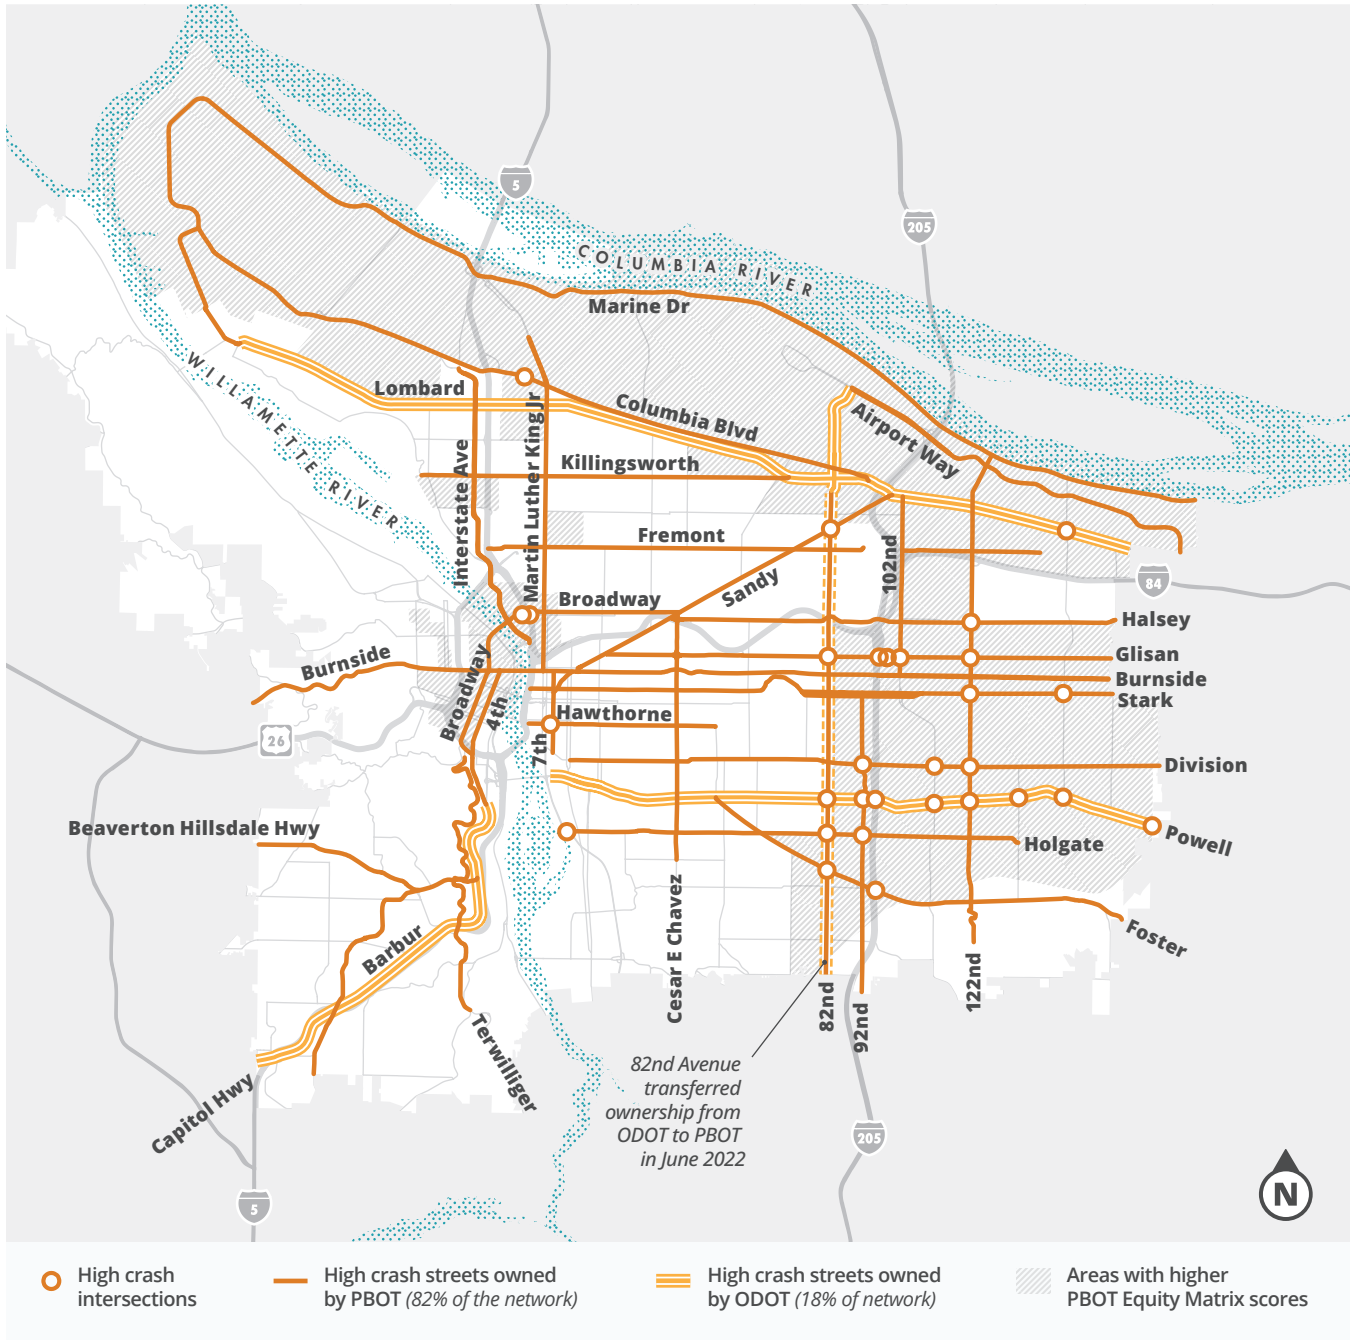 5
205
COLUMBIA RIVER
Marine Dr
WILLAMETTE RIVER
Lombard
Columbia Blvd
Airport Way
Interstate Ave
Martin Luther King Jr
Killingsworth
Fremont
102nd
Sandy
84
Broadway
Halsey
Glisan
Burnside
Burnside
Stark
Broadway
4th
Hawthorne
26
7th
Division
Beaverton Hillsdale Hwy
Powell
Holgate
Cesar E Chavez
Foster
Barbur
82nd
92nd
122nd
Terwilliger
Capitol Hwy
82nd Avenue
transferred
ownership from
ODOT to PBOT
in June 2022
205
5
N
High crash
intersections
High crash streets owned
by PBOT (82% of the network)
High crash streets owned
by ODOT (18% of network)
Areas with higher
PBOT Equity Matrix scores